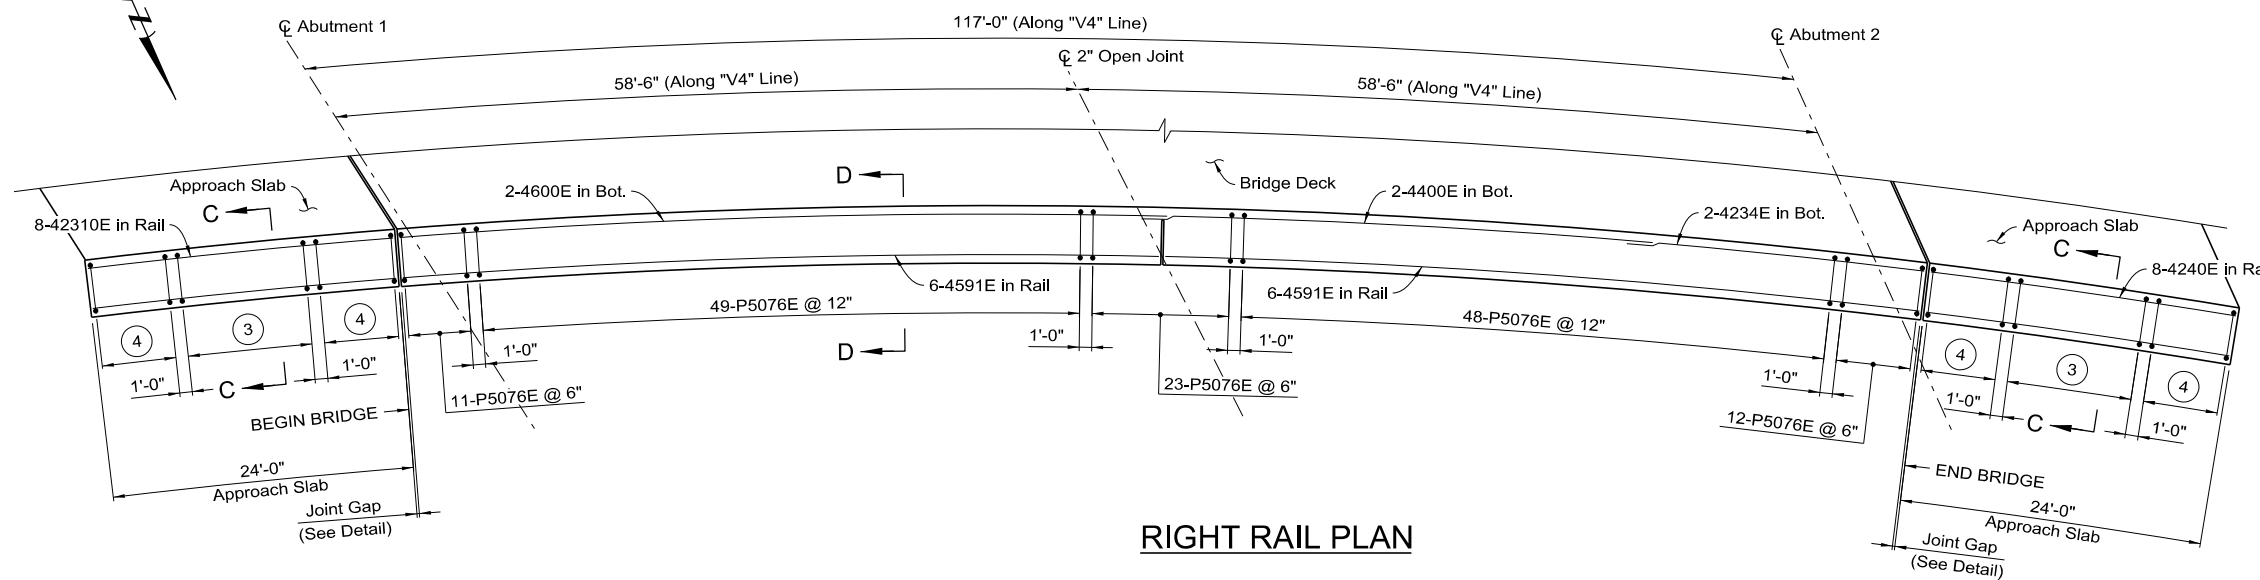 N
℄ Abutment 1
117'-0" (Along "V4" Line)
℄ Abutment 2
℄ 2" Open Joint
58'-6" (Along "V4" Line)
58'-6" (Along "V4" Line)
Approach Slab
C
8-42310E in Rail
2-4600E in Bot.
D
Bridge Deck
2-4400E in Bot.
2-4234E in Bot.
Approach Slab
C
8-4240E in Ra
6-4591E in Rail
6-4591E in Rail
4
3
4
49-P5076E @ 12"
48-P5076E @ 12"
1'-0"
1'-0"
C
1'-0"
D
1'-0"
1'-0"
1'-0"
4
3
4
1'-0"
C
1'-0"
11-P5076E @ 6"
23-P5076E @ 6"
12-P5076E @ 6"
BEGIN BRIDGE
END BRIDGE
24'-0"
Approach Slab
Joint Gap
(See Detail)
24'-0"
Approach Slab
Joint Gap
(See Detail)
RIGHT RAIL PLAN